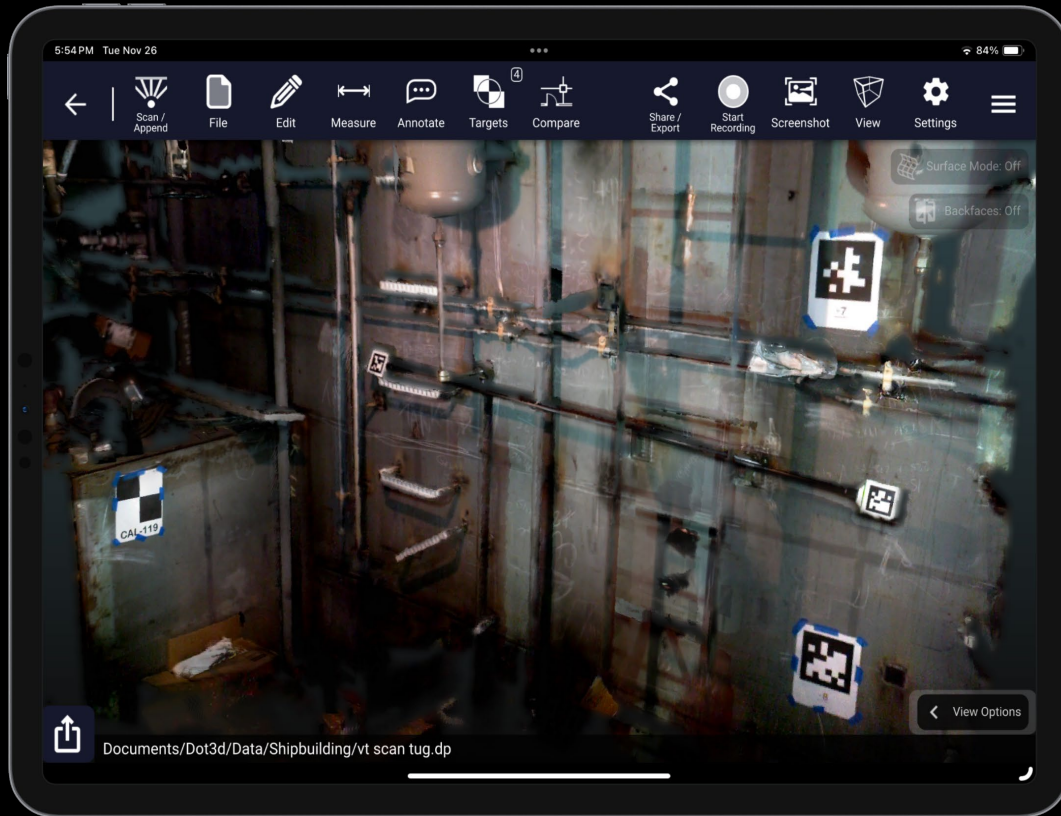 5:54 PM Tue Nov 26
84%
Scan / Append
File
Edit
Measure
Annotate
Targets
4
Compare
Share / Export
Start Recording
Screenshot
View
Settings
Surface Mode: Off
Backfaces: Off
CAL-119
View Options
Documents/Dot3d/Data/Shipbuilding/vt scan tug.dp